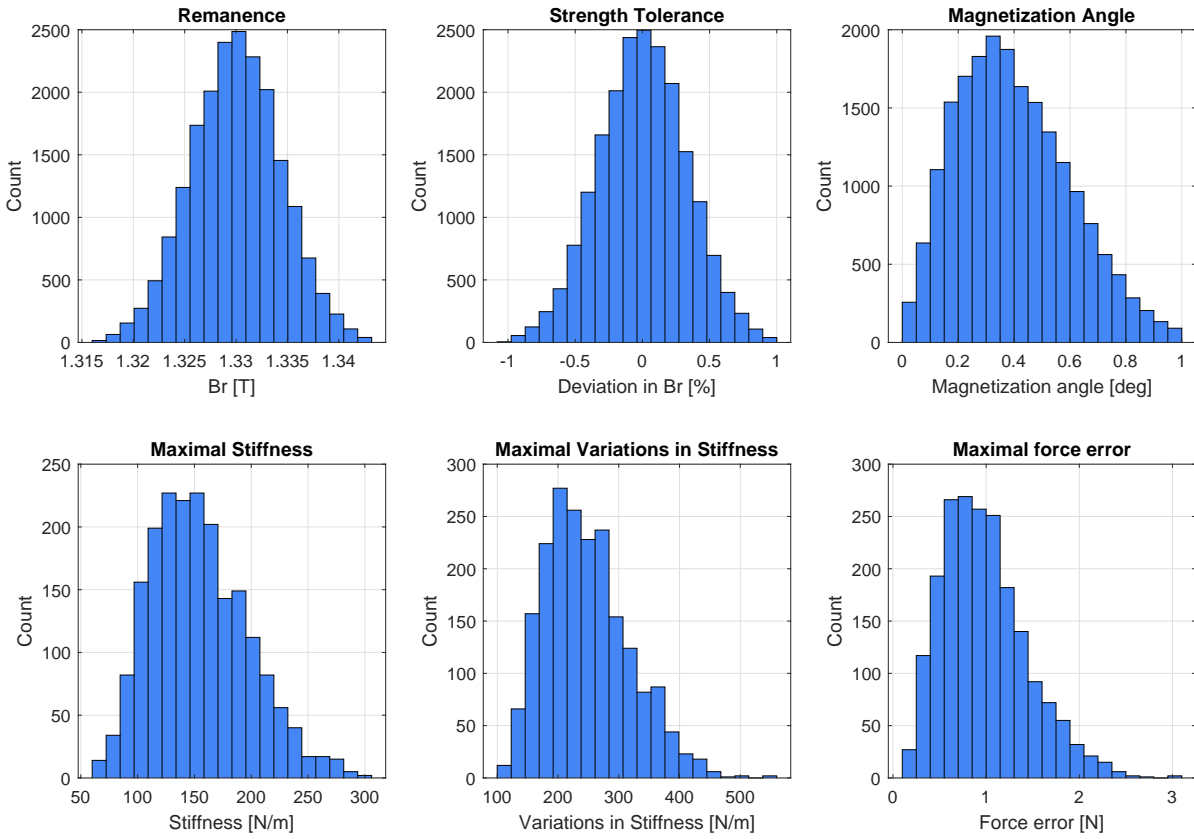 Remanence
2500
2000
1500
1000
500
0
Count
1.315 1.32 1.325 1.33 1.335 1.34
Br [T]
Strength Tolerance
2500
2000
1500
1000
500
0
Count
-1 -0.5 0 0.5 1
Deviation in Br [%]
Magnetization Angle
2000
1500
1000
500
0
Count
0 0.2 0.4 0.6 0.8 1
Magnetization angle [deg]
Maximal Stiffness
250
200
150
100
50
0
Count
50 100 150 200 250 300
Stiffness [N/m]
Maximal Variations in Stiffness
300
250
200
150
100
50
0
Count
100 200 300 400 500
Variations in Stiffness [N/m]
Maximal force error
300
250
200
150
100
50
0
Count
0 1 2 3
Force error [N]